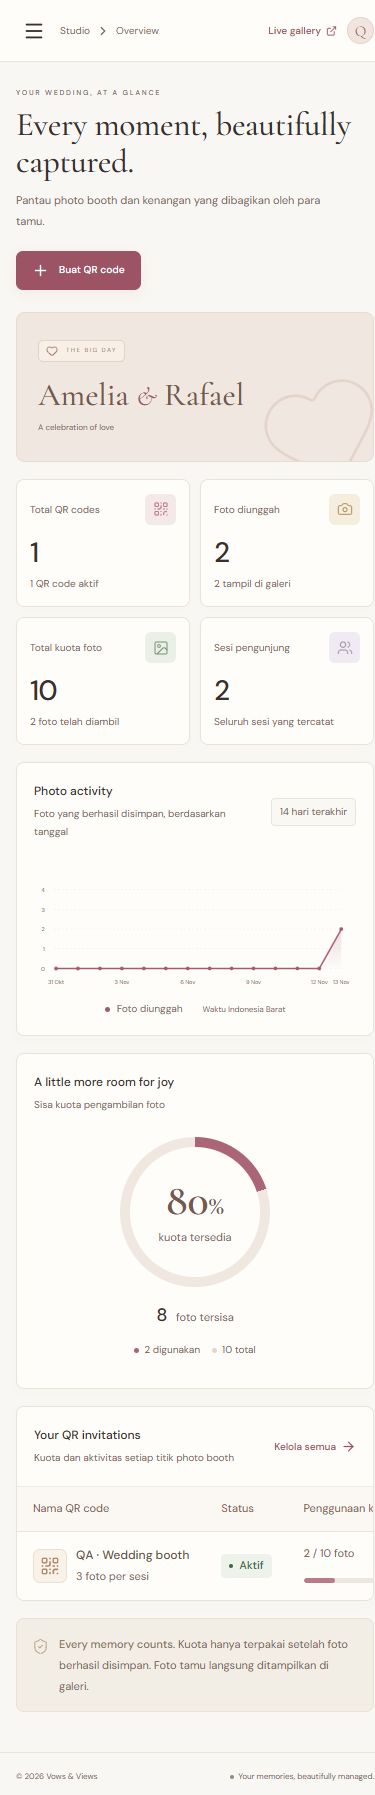 Studio > Overview
Live gallery
Q
YOUR WEDDING, AT A GLANCE
Every moment, beautifully
captured.
Pantau photo booth dan kenangan yang dibagikan oleh para
tamu.
Buat QR code
THE BIG DAY
Amelia & Rafael
A celebration of love
Total QR codes
1
1 QR code aktif
Foto diunggah
2
2 tampil di galeri
Total kuota foto
10
2 foto telah diambil
Sesi pengunjung
2
Seluruh sesi yang tercatat
Photo activity
Foto yang berhasil disimpan, berdasarkan
tanggal
14 hari terakhir
4
3
2
1
0
31 Okt 3 Nov 6 Nov 9 Nov 12 Nov 13 Nov
Foto diunggah
Waktu Indonesia Barat
A little more room for joy
Sisa kuota pengambilan foto
80%
kuota tersedia
8 foto tersisa
2 digunakan 10 total
Your QR invitations
Kuota dan aktivitas setiap titik photo booth
Kelola semua
Nama QR code Status Penggunaan k
QA · Wedding booth
3 foto per sesi
Aktif
2 / 10 foto
Every memory counts. Kuota hanya terpakai setelah foto
berhasil disimpan. Foto tamu langsung ditampilkan di
galeri.
© 2026 Vows & Views
Your memories, beautifully managed.